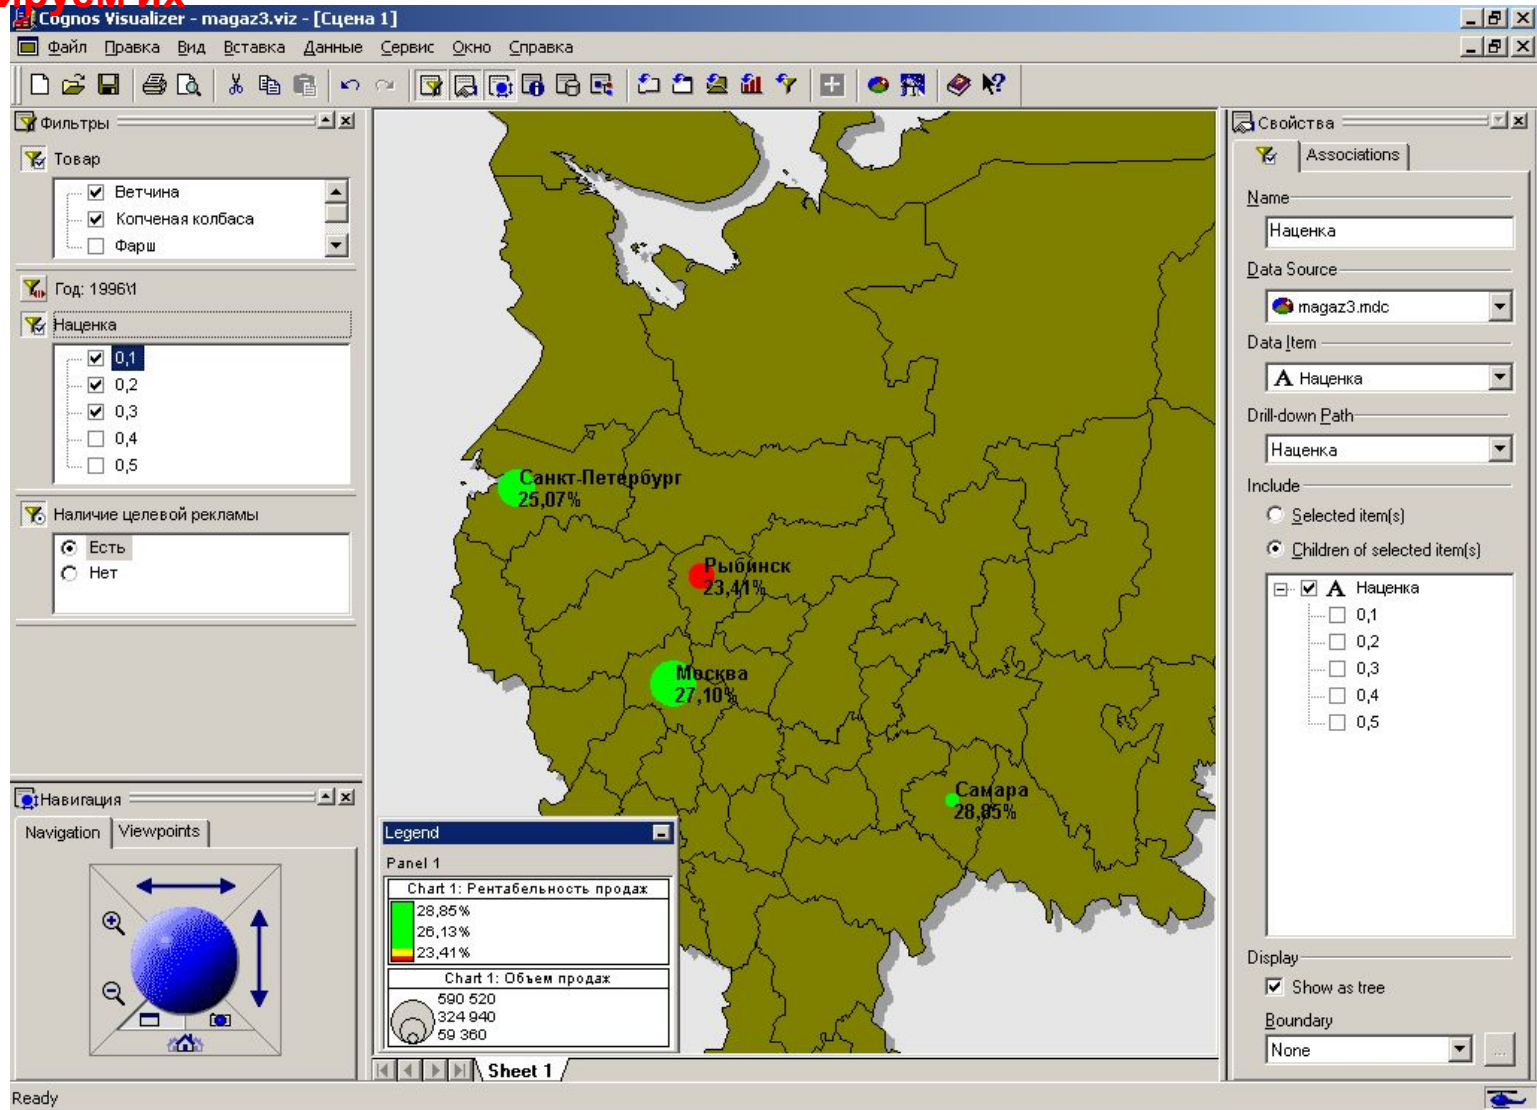 ируем их
Cognos Visualizer - magaz3.viz - [Сцена 1]
Файл Правка Вид Вставка Данные Сервис Окно Справка
Фильтры
Товар
Ветчина
Копченая колбаса
Фарш
Год: 1996\1
Наценка
0,1
0,2
0,3
0,4
0,5
Наличие целевой рекламы
Есть
Нет
Навигация
Navigation Viewpoints
Санкт-Петербург
25,07%
Рыбинск
23,41%
Москва
27,10%
Самара
28,85%
Legend
Panel 1
Chart 1: Рентабельность продаж
28,85%
26,13%
23,41%
Chart 1: Объем продаж
590 520
324 940
59 360
Sheet 1
Свойства
Associations
Name
Наценка
Data Source
magaz3.mdc
Data Item
A Наценка
Drill-down Path
Наценка
Include
Selected item(s)
Children of selected item(s)
A Наценка
0,1
0,2
0,3
0,4
0,5
Display
Show as tree
Boundary
None
...
Ready